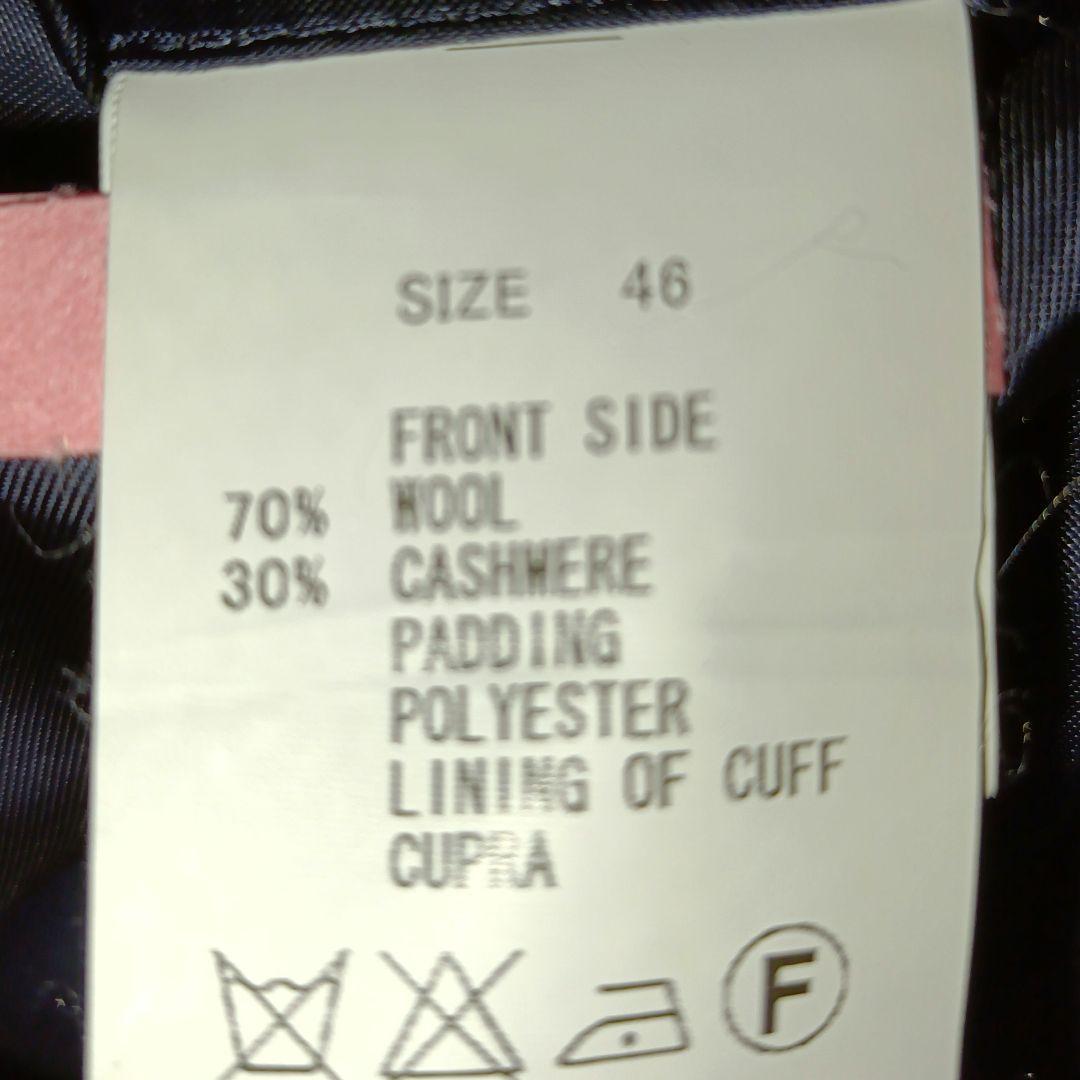 SIZE 46
FRONT SIDE
70% WOOL
30% CASHMERE
PADDING
POLYESTER
LINING OF CUFF
CUPRA
F